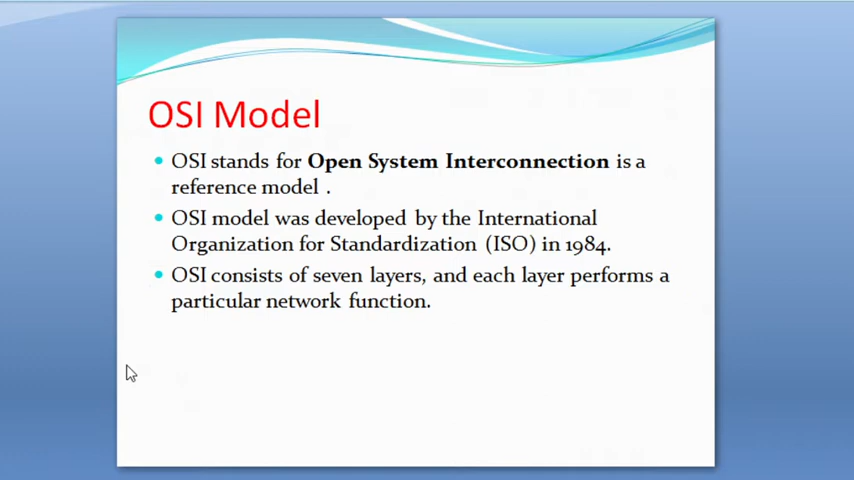 OSI Model
OSI stands for Open System Interconnection is a
reference model .
OSI model was developed by the International
Organization for Standardization (ISO) in 1984.
OSI consists of seven layers, and each layer performs a
particular network function.